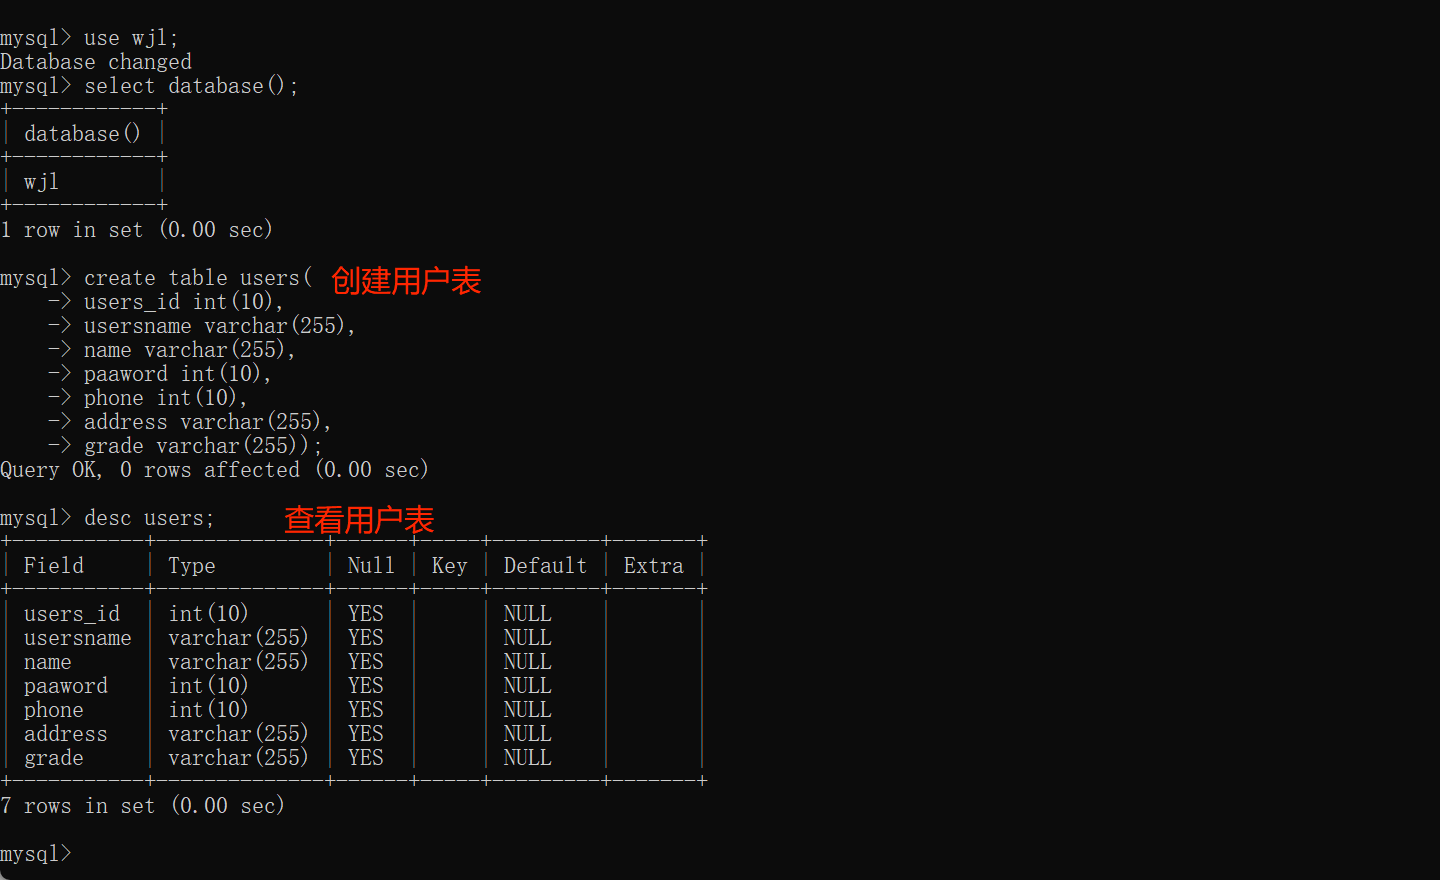 mysql> use wjl;
Database changed
mysql> select database();
+------------+
| database() |
+------------+
| wjl        |
+------------+
1 row in set (0.00 sec)
mysql> create table users( 创建用户表
    -> users_id int(10),
    -> usersname varchar(255),
    -> name varchar(255),
    -> paaword int(10),
    -> phone int(10),
    -> address varchar(255),
    -> grade varchar(255));
Query OK, 0 rows affected (0.00 sec)
mysql> desc users; 查看用户表
+-----------+--------------+------+-----+---------+-------+
| Field     | Type         | Null | Key | Default | Extra |
+-----------+--------------+------+-----+---------+-------+
| users_id  | int(10)      | YES  |     | NULL    |       |
| usersname | varchar(255) | YES  |     | NULL    |       |
| name      | varchar(255) | YES  |     | NULL    |       |
| paaword   | int(10)      | YES  |     | NULL    |       |
| phone     | int(10)      | YES  |     | NULL    |       |
| address   | varchar(255) | YES  |     | NULL    |       |
| grade     | varchar(255) | YES  |     | NULL    |       |
+-----------+--------------+------+-----+---------+-------+
7 rows in set (0.00 sec)
mysql>